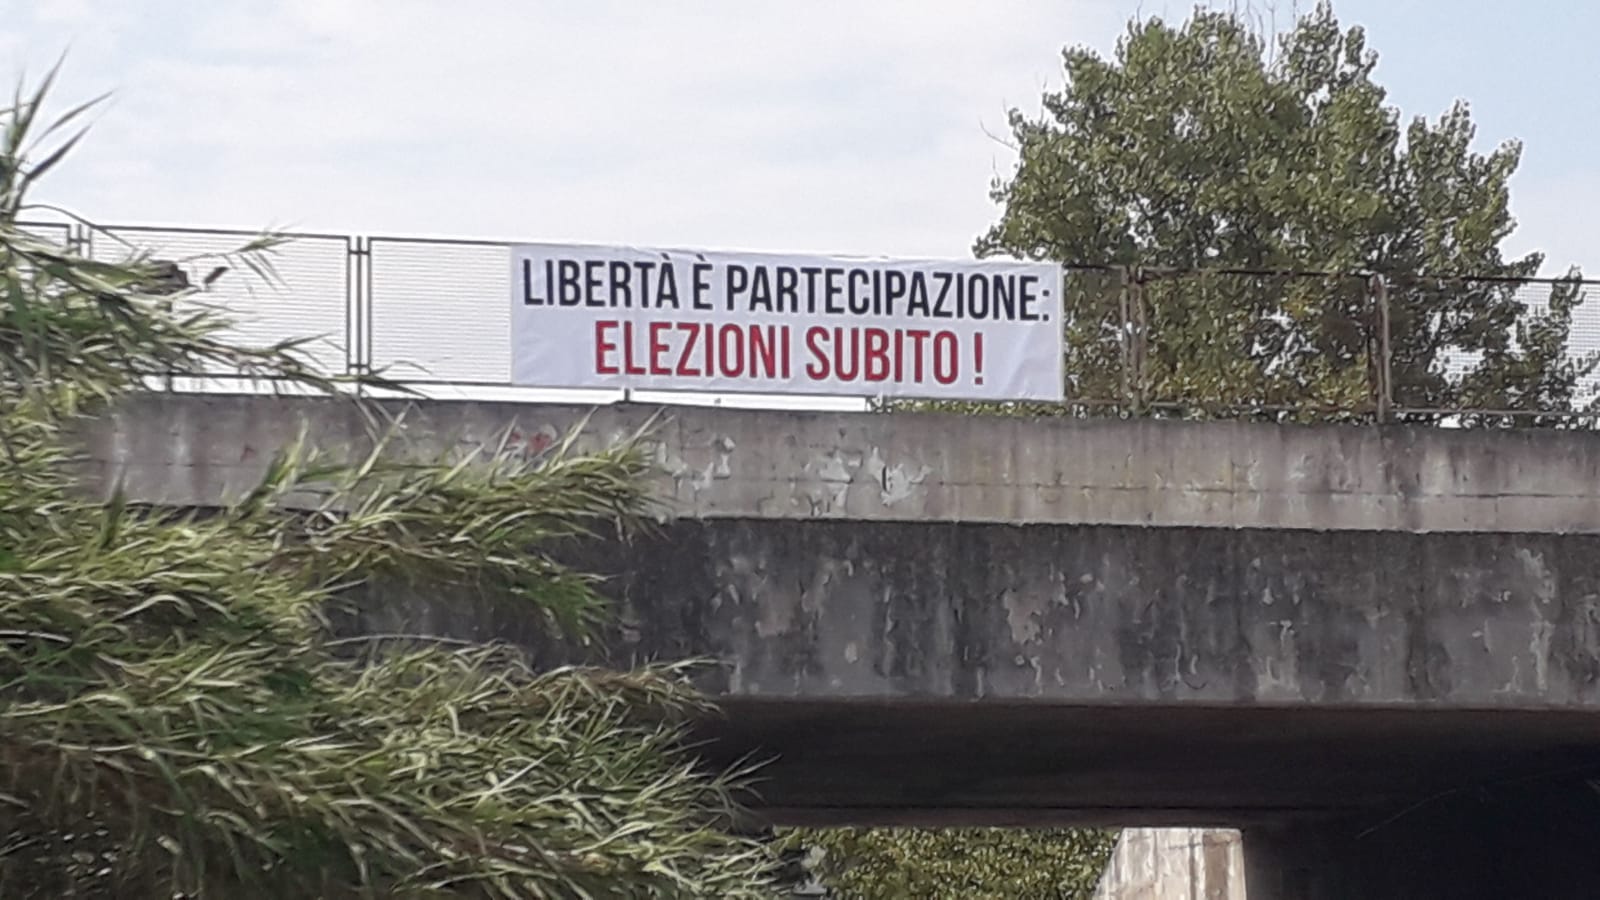 LIBERTÀ È PARTECIPAZIONE:
ELEZIONI SUBITO !